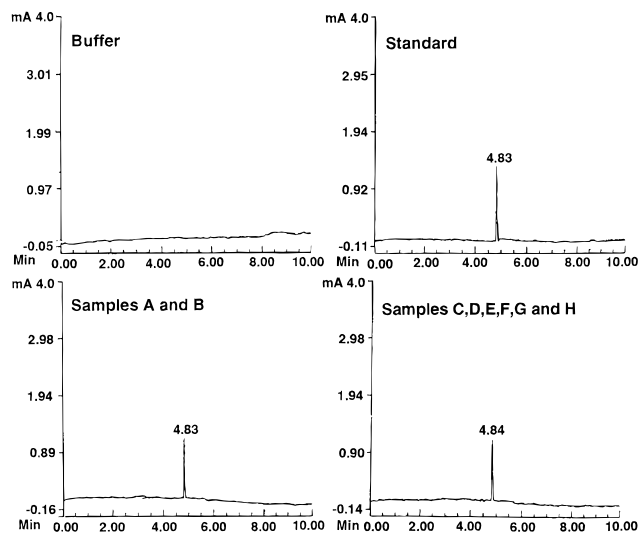 mA 4.0
Buffer
3.01
1.99
0.97
-0.05
Min
0.00 2.00 4.00 6.00 8.00 10.00
mA 4.0
Standard
2.95
1.94
4.83
0.92
-0.11
Min
0.00 2.00 4.00 6.00 8.00 10.00
mA 4.0
Samples A and B
2.98
1.94
4.83
0.89
-0.16
Min
0.00 2.00 4.00 6.00 8.00 10.00
mA 4.0
Samples C,D,E,F,G and H
2.98
1.94
4.84
0.90
-0.14
Min
0.00 2.00 4.00 6.00 8.00 10.00